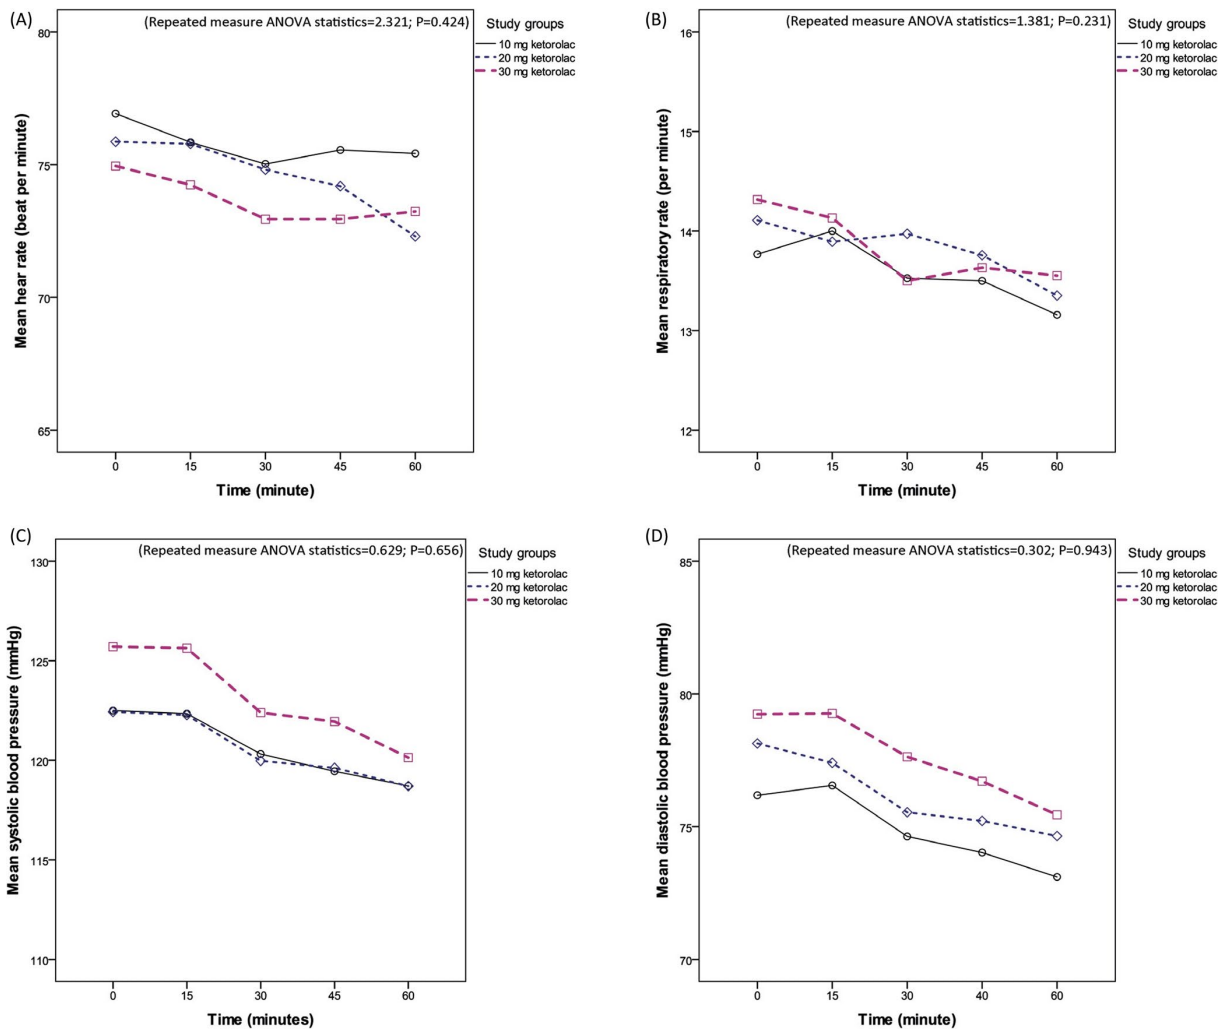 (A)
(Repeated measure ANOVA statistics=2.321; P=0.424)
Study groups
10 mg ketorolac
20 mg ketorolac
30 mg ketorolac
80
75
70
65
Mean hear rate (beat per minute)
0 15 30 45 60
Time (minute)
(B)
(Repeated measure ANOVA statistics=1.381; P=0.231)
Study groups
10 mg ketorolac
20 mg ketorolac
30 mg ketorolac
16
15
14
13
12
Mean respiratory rate (per minute)
0 15 30 45 60
Time (minute)
(C)
(Repeated measure ANOVA statistics=0.629; P=0.656)
Study groups
10 mg ketorolac
20 mg ketorolac
30 mg ketorolac
130
125
120
115
110
Mean systolic blood pressure (mmHg)
0 15 30 45 60
Time (minutes)
(D)
(Repeated measure ANOVA statistics=0.302; P=0.943)
Study groups
10 mg ketorolac
20 mg ketorolac
30 mg ketorolac
85
80
75
70
Mean diastolic blood pressure (mmHg)
0 15 30 40 60
Time (minute)